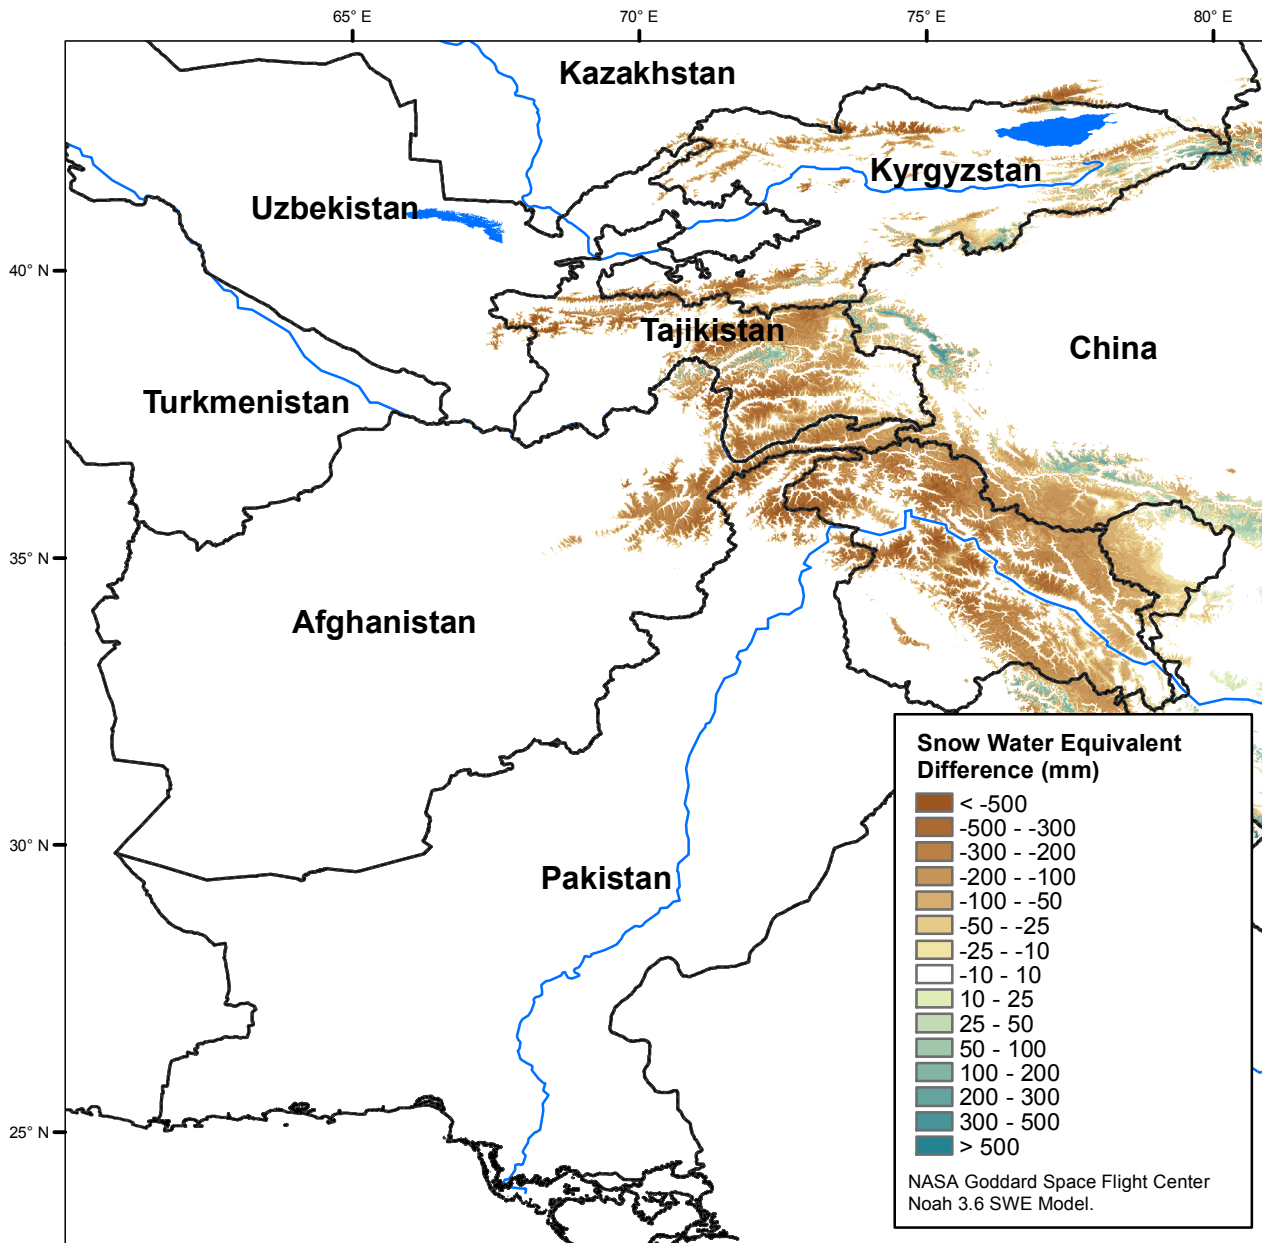 65° E
70° E
75° E
80° E
Kazakhstan
Kyrgyzstan
Uzbekistan
40° N
Tajikistan
China
Turkmenistan
35° N
Afghanistan
30° N
Pakistan
25° N
Snow Water Equivalent
Difference (mm)
< -500
-500 - -300
-300 - -200
-200 - -100
-100 - -50
-50 - -25
-25 - -10
-10 - 10
10 - 25
25 - 50
50 - 100
100 - 200
200 - 300
300 - 500
> 500
NASA Goddard Space Flight Center
Noah 3.6 SWE Model.